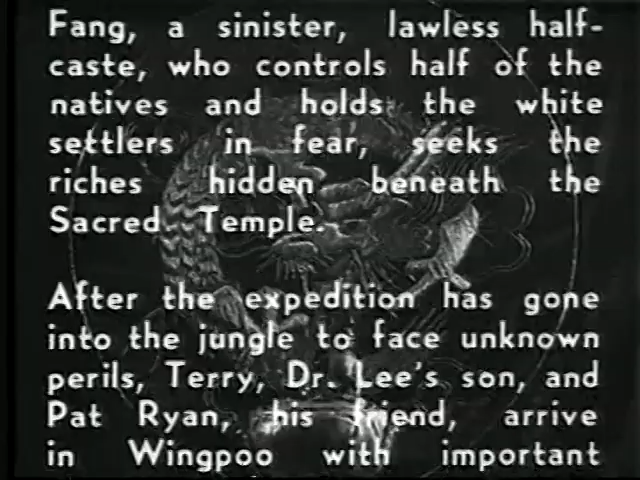 Fang, a sinister, lawless half-
caste, who controls half of the
natives and holds the white
settlers in fear, seeks the
riches hidden beneath the
Sacred Temple.
After the expedition has gone
into the jungle to face unknown
perils, Terry, Dr. Lee's son, and
Pat Ryan, his friend, arrive
in Wingpoo with important